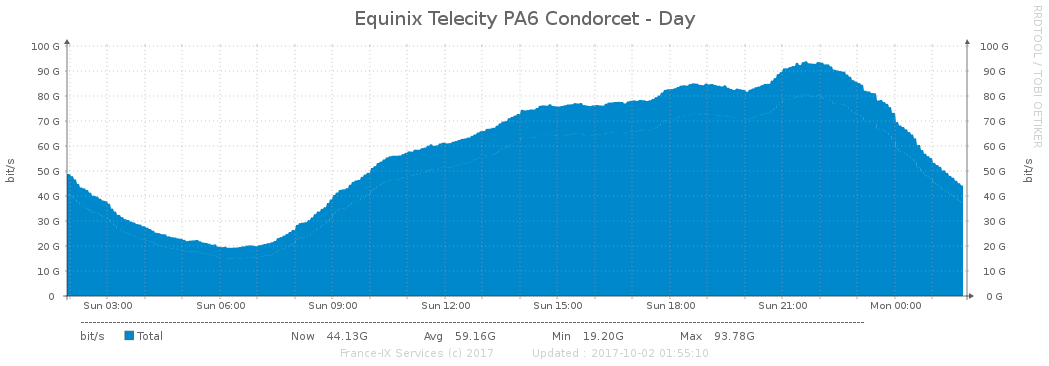 Equinix Telecity PA6 Condorcet - Day
RRDTOOL / TOBI OETIKER
100 G 100 G
90 G 90 G
80 G 80 G
70 G 70 G
60 G 60 G
50 G 50 G
40 G 40 G
30 G 30 G
20 G 20 G
10 G 10 G
0 0 G
bit/s bit/s
Sun 03:00 Sun 06:00 Sun 09:00 Sun 12:00 Sun 15:00 Sun 18:00 Sun 21:00 Mon 00:00
bit/s Total Now 44.13G Avg 59.16G Min 19.20G Max 93.78G
France-IX Services (c) 2017 Updated : 2017-10-02 01:55:10